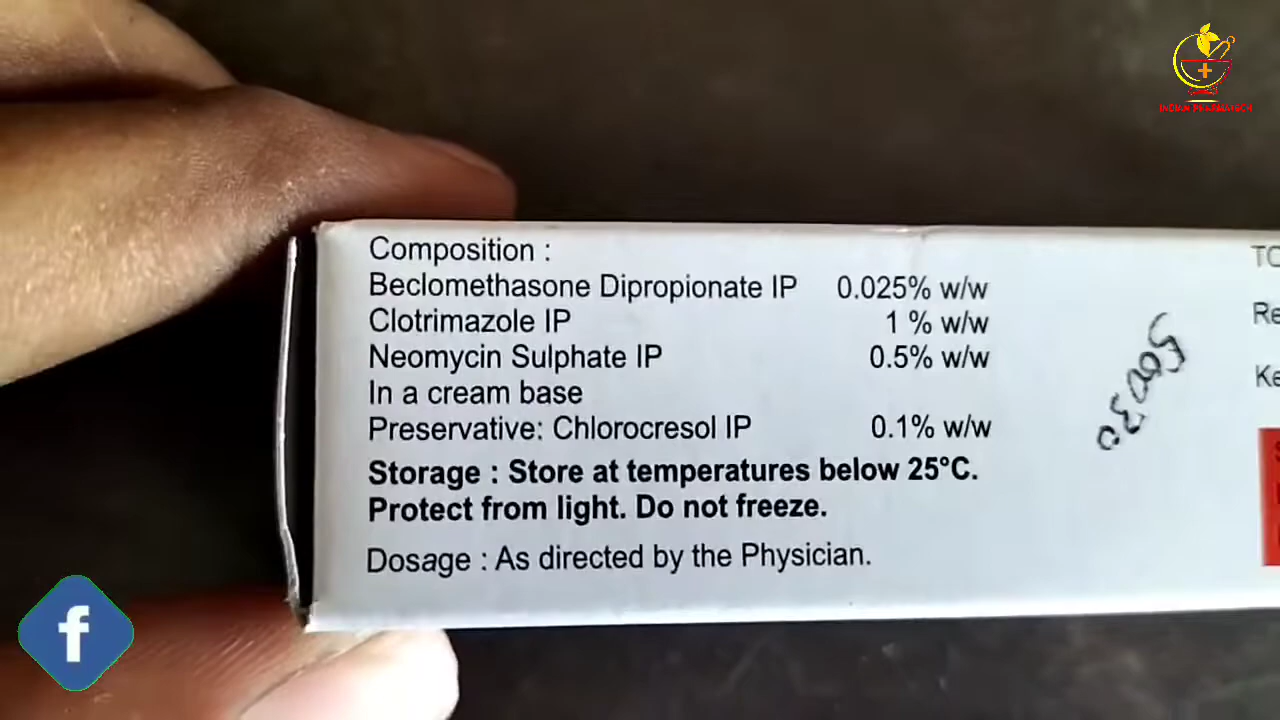 INDIAN PHARMATECH
Composition :
Beclomethasone Dipropionate IP 0.025% w/w
Clotrimazole IP 1 % w/w
Neomycin Sulphate IP 0.5% w/w
In a cream base
Preservative: Chlorocresol IP 0.1% w/w
Storage : Store at temperatures below 25°C.
Protect from light. Do not freeze.
Dosage : As directed by the Physician.
f